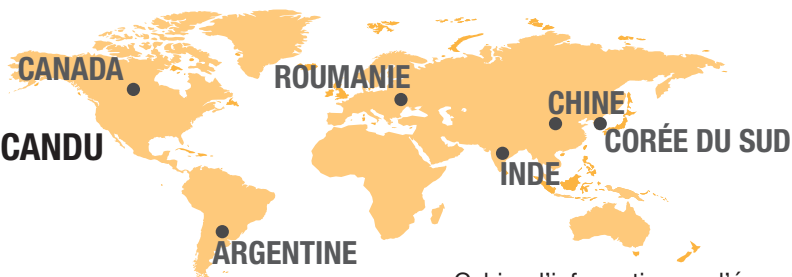 CANADA
ROUMANIE
CHINE
CANDU
CORÉE DU SUD
INDE
ARGENTINE